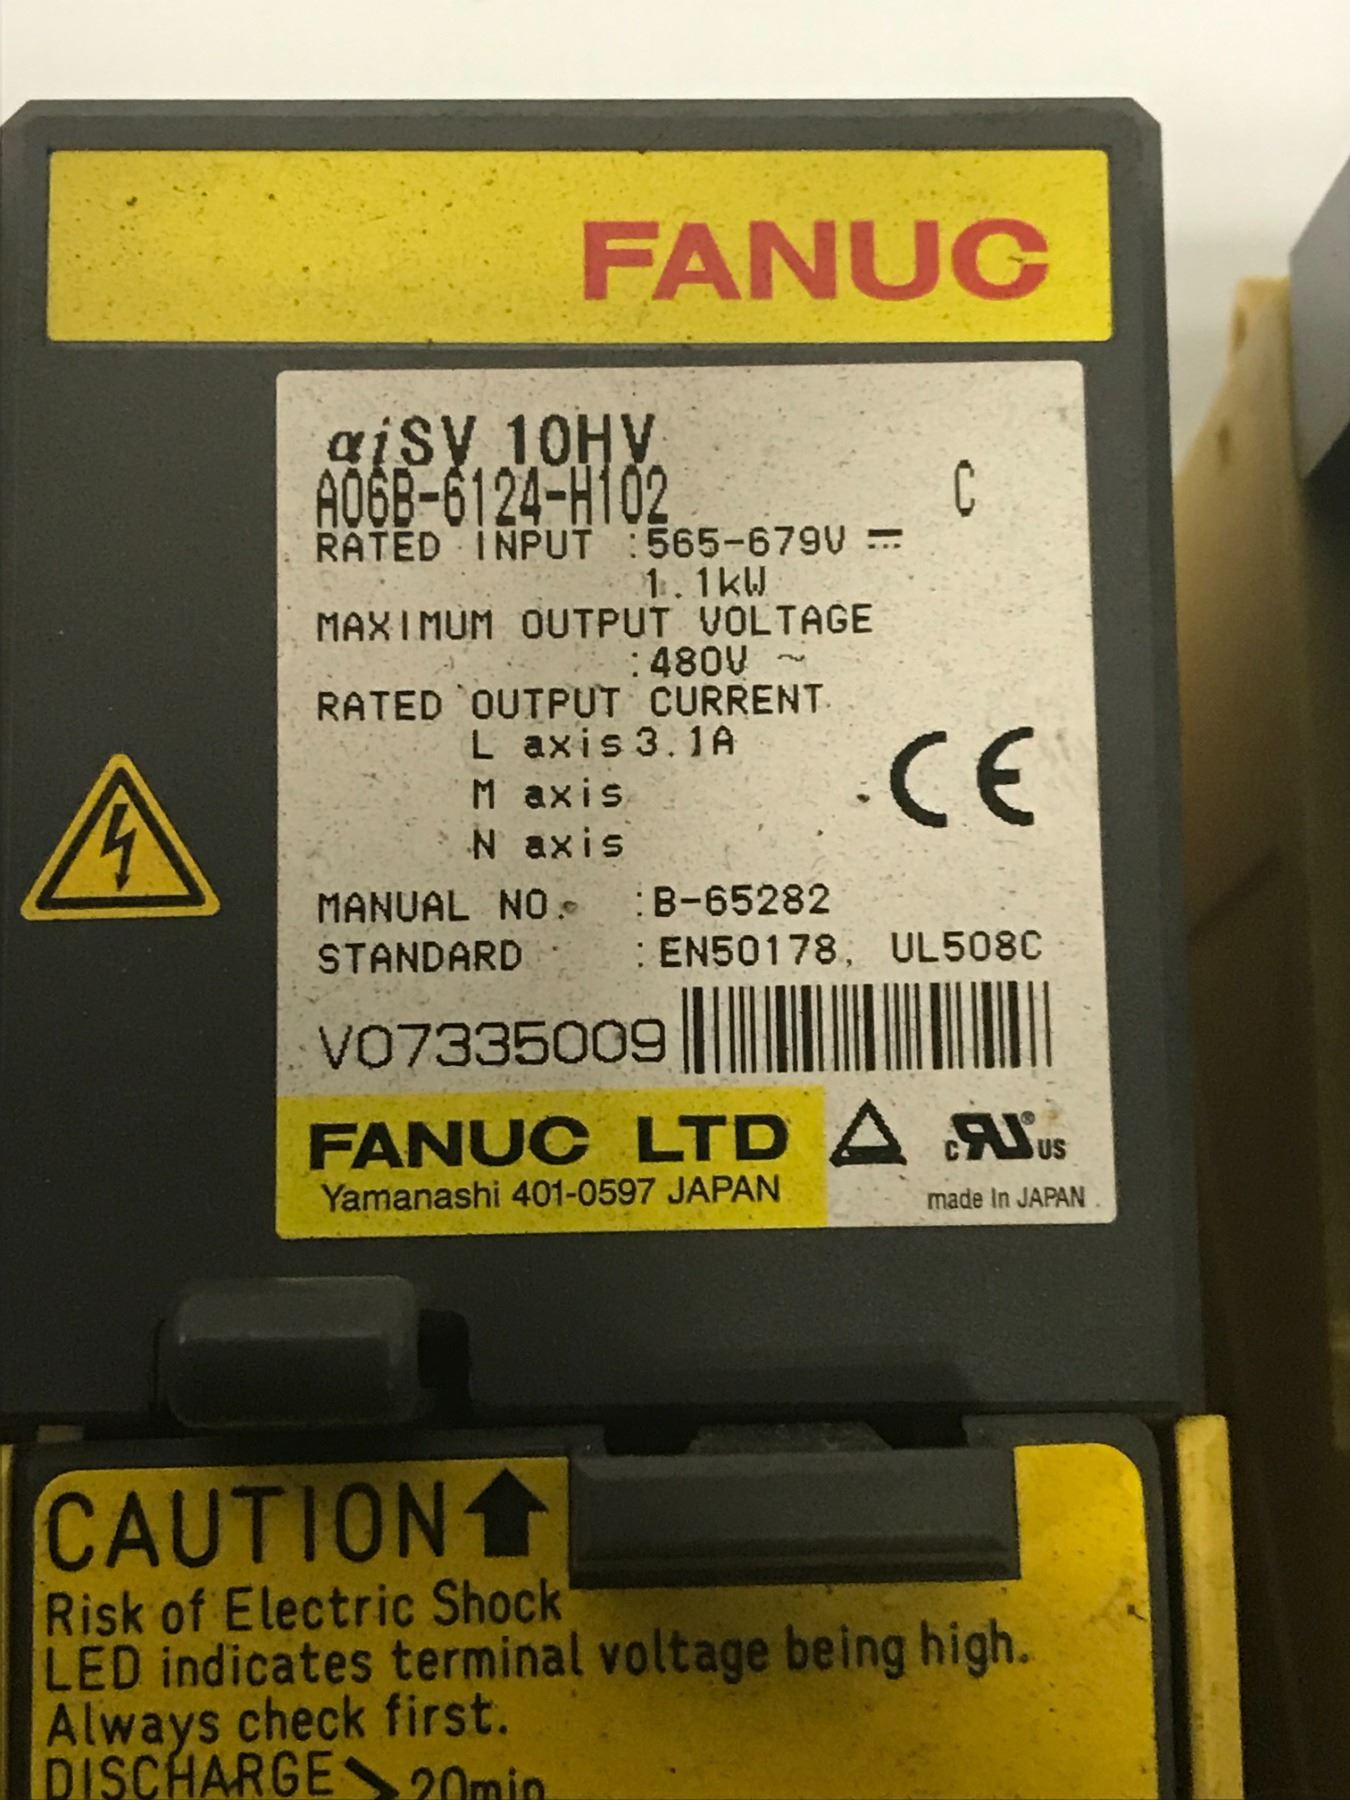 FANUC
αiSV 10HV
A06B-6124-H102 C
RATED INPUT :565-679V ⎓
1.1kW
MAXIMUM OUTPUT VOLTAGE
:480V ~
RATED OUTPUT CURRENT
L axis 3.1A
M axis
N axis
CE
MANUAL NO. :B-65282
STANDARD :EN50178, UL508C
V07335009
FANUC LTD
Yamanashi 401-0597 JAPAN
c RU® US
made In JAPAN
CAUTION
Risk of Electric Shock
LED indicates terminal voltage being high.
Always check first.
DISCHARGE > 20min